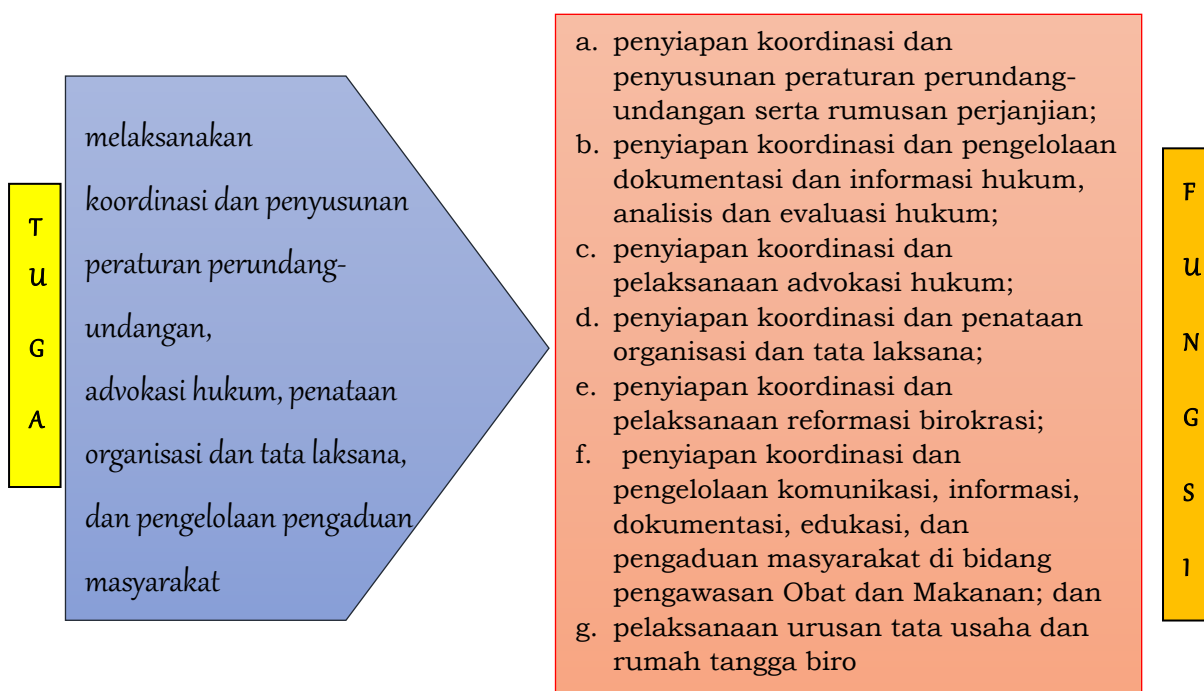 T
U
G
A
melaksanakan
koordinasi dan penyusunan
peraturan perundang-
undangan,
advokasi hukum, penataan
organisasi dan tata laksana,
dan pengelolaan pengaduan
masyarakat
a. penyiapan koordinasi dan
penyusunan peraturan perundang-
undangan serta rumusan perjanjian;
b. penyiapan koordinasi dan pengelolaan
dokumentasi dan informasi hukum,
analisis dan evaluasi hukum;
c. penyiapan koordinasi dan
pelaksanaan advokasi hukum;
d. penyiapan koordinasi dan penataan
organisasi dan tata laksana;
e. penyiapan koordinasi dan
pelaksanaan reformasi birokrasi;
f. penyiapan koordinasi dan
pengelolaan komunikasi, informasi,
dokumentasi, edukasi, dan
pengaduan masyarakat di bidang
pengawasan Obat dan Makanan; dan
g. pelaksanaan urusan tata usaha dan
rumah tangga biro
F
U
N
G
S
I